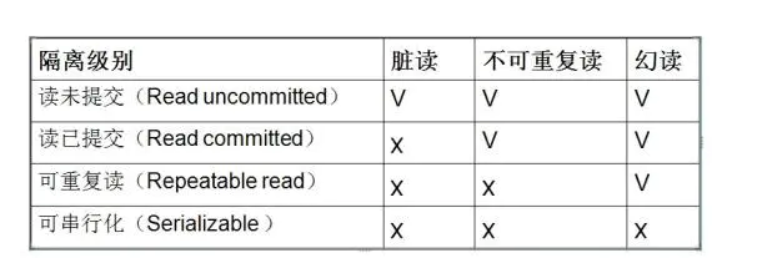 隔离级别 脏读 不可重复读 幻读
读未提交（Read uncommitted） V V V
读已提交（Read committed） x V V
可重复读（Repeatable read） x x V
可串行化（Serializable ） x x x